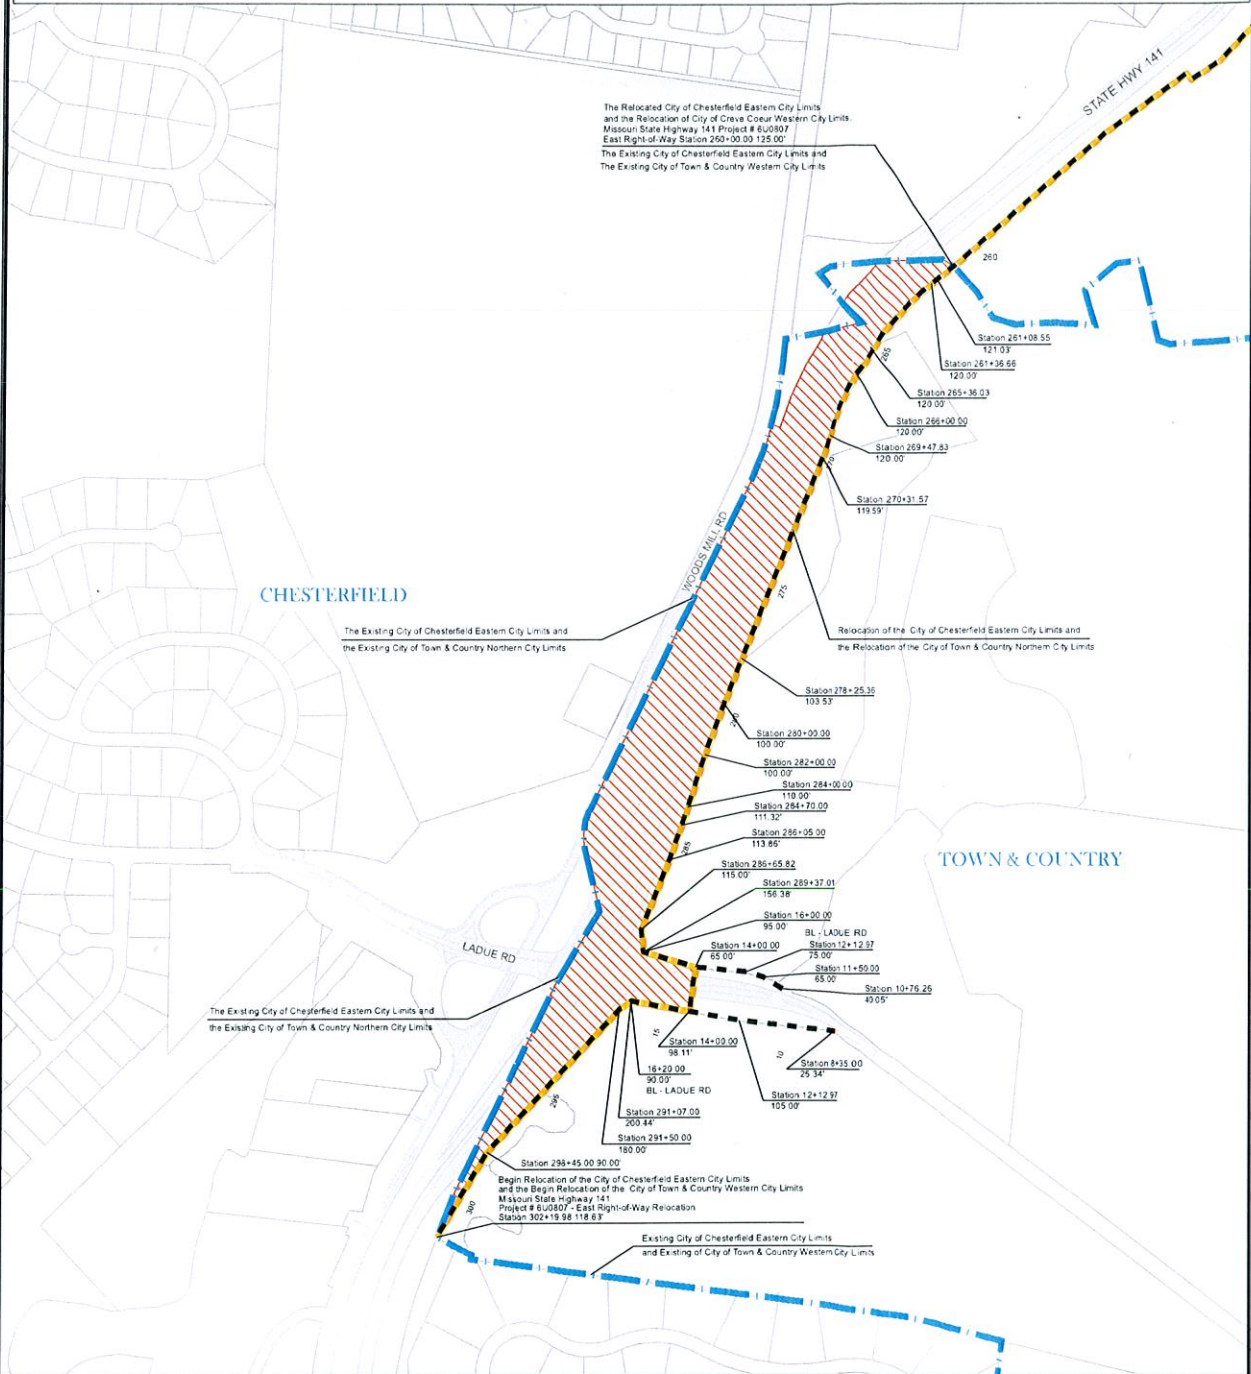 STATE HWY 141
The Relocated City of Chesterfield Eastern City Limits
and the Relocation of City of Creve Coeur Western City Limits.
Missouri State Highway 141 Project # 6U0807
East Right-of-Way Station 260+00.00 125.00'
The Existing City of Chesterfield Eastern City Limits and
The Existing City of Town & Country Western City Limits
260
Station 261+08.55
121.03'
Station 261+36.66
120.00'
265
Station 265+36.03
120.00'
Station 266+00.00
120.00'
Station 269+47.83
120.00'
270
Station 270+31.57
119.59'
WOODS MILL RD
275
CHESTERFIELD
The Existing City of Chesterfield Eastern City Limits and
the Existing City of Town & Country Northern City Limits
Relocation of the City of Chesterfield Eastern City Limits and
the Relocation of the City of Town & Country Northern City Limits
Station 278+25.36
103.53'
280
Station 280+00.00
100.00'
Station 282+00.00
100.00'
Station 284+00.00
110.00'
Station 284+70.00
111.32'
285
Station 286+05.00
113.86'
TOWN & COUNTRY
Station 286+65.82
115.00'
Station 289+37.01
156.38'
Station 16+00.00
95.00'
BL - LADUE RD
Station 14+00.00
65.00'
Station 12+12.97
75.00'
Station 11+50.00
65.00'
Station 10+76.26
40.05'
LADUE RD
The Existing City of Chesterfield Eastern City Limits and
the Existing City of Town & Country Northern City Limits
15
Station 14+00.00
98.11'
10
Station 8+35.00
25.34'
16+20.00
90.00'
BL - LADUE RD
Station 12+12.97
105.00'
295
Station 291+07.00
200.44'
Station 291+50.00
180.00'
Station 298+45.00 90.00'
Begin Relocation of the City of Chesterfield Eastern City Limits
and the Begin Relocation of the City of Town & Country Western City Limits
Missouri State Highway 141
Project # 6U0807 - East Right-of-Way Relocation
Station 302+19.98 118.63'
300
Existing City of Chesterfield Eastern City Limits
and Existing of City of Town & Country Western City Limits